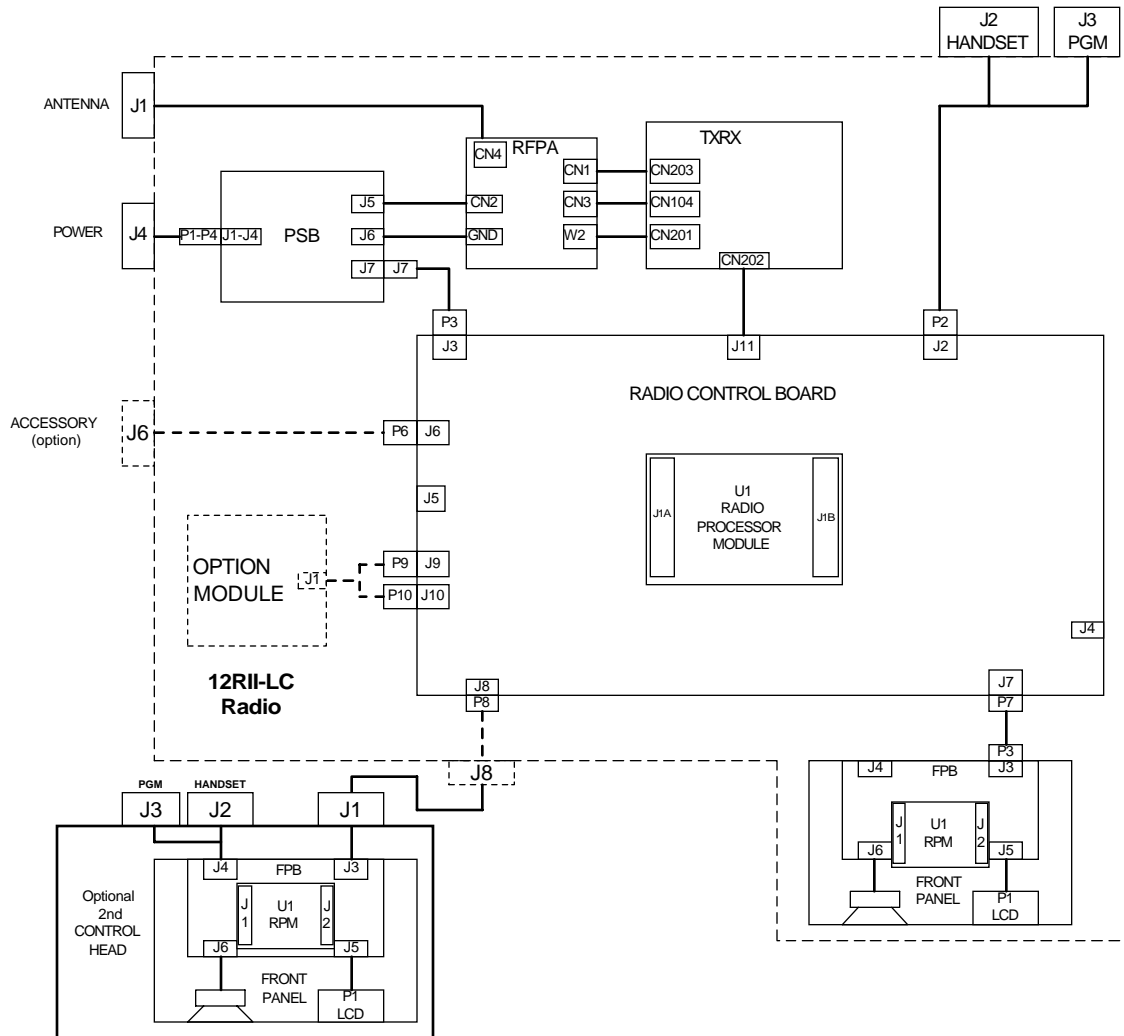 J2
HANDSET
J3
PGM
ANTENNA
J1
TXRX
RFPA
CN4
CN1
CN203
J5
CN2
CN3
CN104
POWER
J4
P1-P4
J1-J4
PSB
J6
GND
W2
CN201
J7
J7
CN202
P3
J3
J11
P2
J2
RADIO CONTROL BOARD
ACCESSORY
(option)
J6
P6
J6
J5
J1A
U1
RADIO
PROCESSOR
MODULE
J1B
OPTION
MODULE
J1
P9
J9
P10
J10
J4
12RII-LC
Radio
J8
P8
J7
P7
J8
P3
J4
FPB
J3
J
1
U1
RPM
J
2
J6
J5
FRONT
PANEL
P1
LCD
PGM
HANDSET
J3
J2
J1
J4
FPB
J3
Optional
2nd
CONTROL
HEAD
J
1
U1
RPM
J
2
J6
J5
FRONT
PANEL
P1
LCD